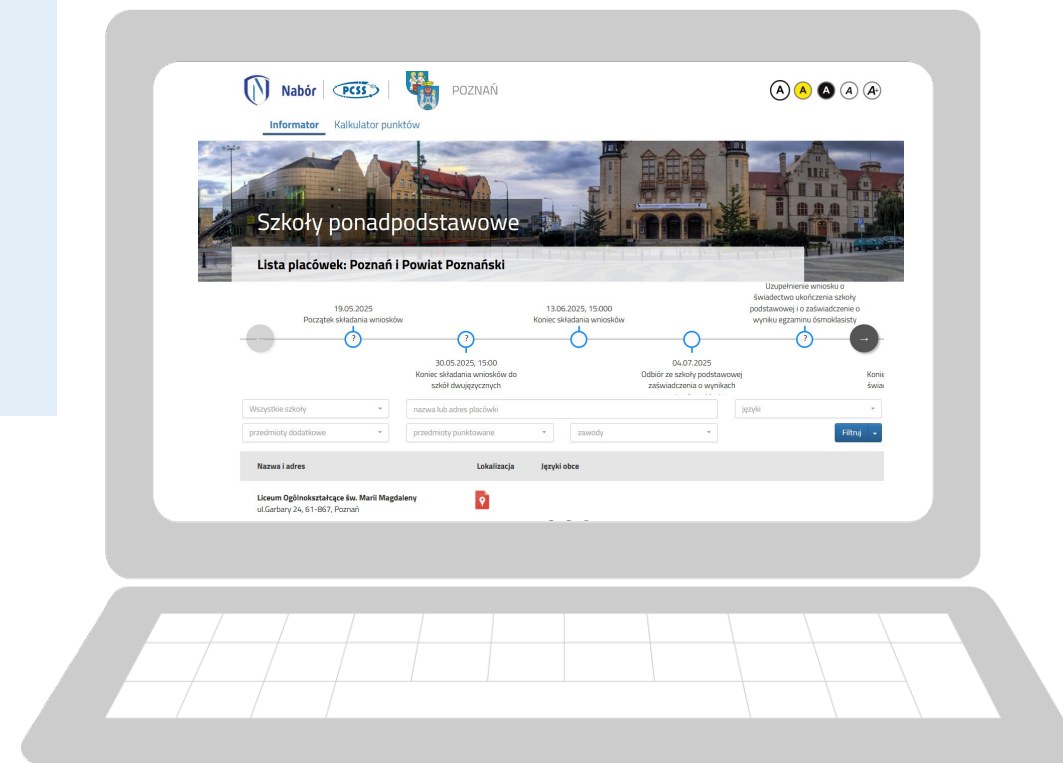 Nabór PCSS POZNAŃ A A A A A+
Informator Kalkulator punktów
Szkoły ponadpodstawowe
Lista placówek: Poznań i Powiat Poznański
19.05.2025
Początek składania wniosków
?
30.05.2025, 15:00
Koniec składania wniosków do
szkół dwujęzycznych
?
13.06.2025, 15:000
Koniec składania wniosków
04.07.2025
Odbiór ze szkoły podstawowej
zaświadczenia o wynikach
Uzupełnienie wniosku o
świadectwo ukończenia szkoły
podstawowej i o zaświadczenie o
wyniku egzaminu ósmoklasisty
?
→
Wszystkie szkoły nazwa lub adres placówki języki
przedmioty dodatkowe przedmioty punktowane zawody Filtruj
Nazwa i adres Lokalizacja Języki obce
Liceum Ogólnokształcące św. Marii Magdaleny
ul.Garbary 24, 61-867, Poznań